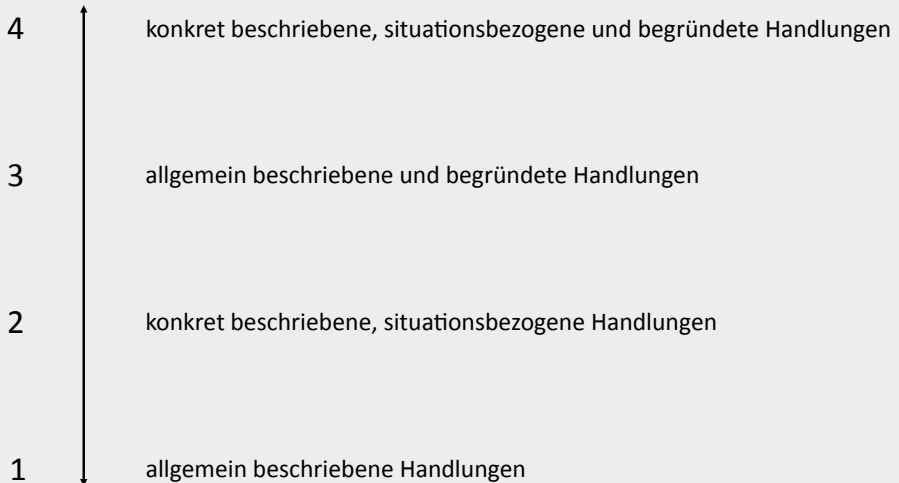 4 konkret beschriebene, situationsbezogene und begründete Handlungen
3 allgemein beschriebene und begründete Handlungen
2 konkret beschriebene, situationsbezogene Handlungen
1 allgemein beschriebene Handlungen